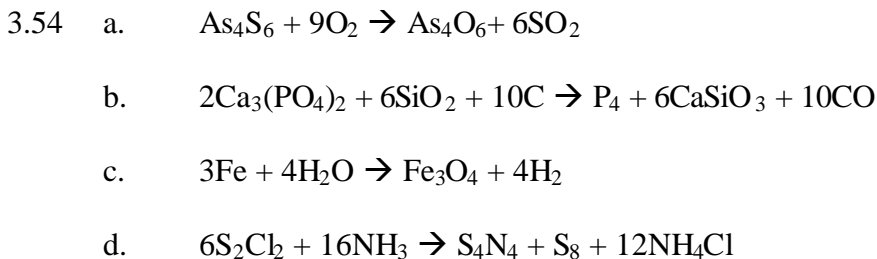 3.54 a. As₄S₆ + 9O₂ → As₄O₆+ 6SO₂
b. 2Ca₃(PO₄)₂ + 6SiO₂ + 10C → P₄ + 6CaSiO₃ + 10CO
c. 3Fe + 4H₂O → Fe₃O₄ + 4H₂
d. 6S₂Cl₂ + 16NH₃ → S₄N₄ + S₈ + 12NH₄Cl